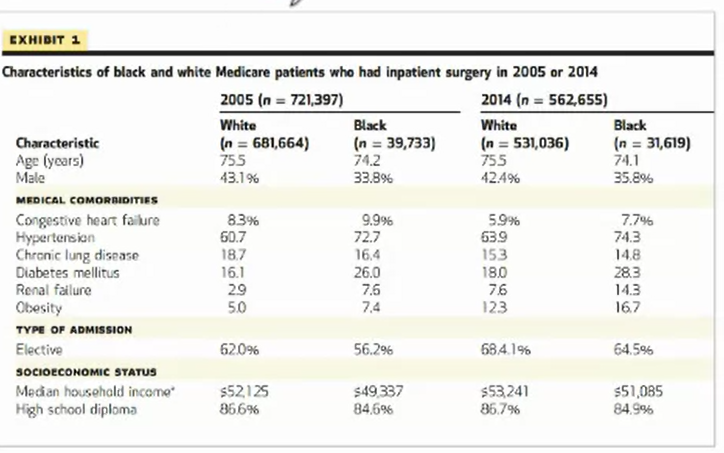 EXHIBIT 1
Characteristics of black and white Medicare patients who had inpatient surgery in 2005 or 2014
2005 (n = 721,397) 2014 (n = 562,655)
White Black White Black
Characteristic (n = 681,664) (n = 39,733) (n = 531,036) (n = 31,619)
Age (years) 75.5 74.2 75.5 74.1
Male 43.1% 33.8% 42.4% 35.8%
MEDICAL COMORBIDITIES
Congestive heart failure 8.3% 9.9% 5.9% 7.7%
Hypertension 60.7 72.7 63.9 74.3
Chronic lung disease 18.7 16.4 15.3 14.8
Diabetes mellitus 16.1 26.0 18.0 28.3
Renal failure 2.9 7.6 7.6 14.3
Obesity 5.0 7.4 12.3 16.7
TYPE OF ADMISSION
Elective 62.0% 56.2% 68.4.1% 64.5%
SOCIOECONOMIC STATUS
Median household income* $52,125 $49,337 $53,241 $51,085
High school diploma 86.6% 84.6% 86.7% 84.9%